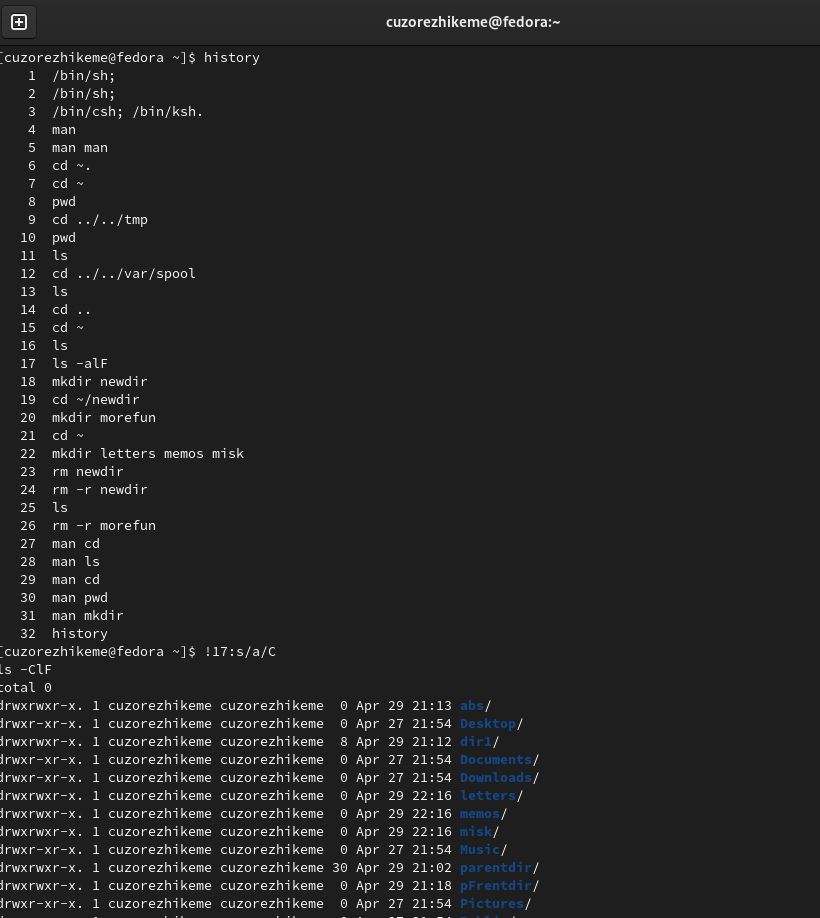 cuzorezhikeme@fedora:~
[cuzorezhikeme@fedora ~]$ history
1 /bin/sh;
2 /bin/sh;
3 /bin/csh; /bin/ksh.
4 man
5 man man
6 cd ~.
7 cd ~
8 pwd
9 cd ../../tmp
10 pwd
11 ls
12 cd ../../var/spool
13 ls
14 cd ..
15 cd ~
16 ls
17 ls -alF
18 mkdir newdir
19 cd ~/newdir
20 mkdir morefun
21 cd ~
22 mkdir letters memos misk
23 rm newdir
24 rm -r newdir
25 ls
26 rm -r morefun
27 man cd
28 man ls
29 man cd
30 man pwd
31 man mkdir
32 history
[cuzorezhikeme@fedora ~]$ !17:s/a/C
ls -ClF
total 0
drwxrwxr-x. 1 cuzorezhikeme cuzorezhikeme 0 Apr 29 21:13 abs/
drwxrwxr-x. 1 cuzorezhikeme cuzorezhikeme 0 Apr 27 21:54 Desktop/
drwxrwxr-x. 1 cuzorezhikeme cuzorezhikeme 8 Apr 29 21:12 dir1/
drwxrwxr-x. 1 cuzorezhikeme cuzorezhikeme 0 Apr 27 21:54 Documents/
drwxrwxr-x. 1 cuzorezhikeme cuzorezhikeme 0 Apr 27 21:54 Downloads/
drwxrwxr-x. 1 cuzorezhikeme cuzorezhikeme 0 Apr 29 22:16 letters/
drwxrwxr-x. 1 cuzorezhikeme cuzorezhikeme 0 Apr 29 22:16 memos/
drwxrwxr-x. 1 cuzorezhikeme cuzorezhikeme 0 Apr 29 22:16 misk/
drwxrwxr-x. 1 cuzorezhikeme cuzorezhikeme 0 Apr 27 21:54 Music/
drwxrwxr-x. 1 cuzorezhikeme cuzorezhikeme 30 Apr 29 21:02 parentdir/
drwxrwxr-x. 1 cuzorezhikeme cuzorezhikeme 0 Apr 29 21:18 pFrentdir/
drwxrwxr-x. 1 cuzorezhikeme cuzorezhikeme 0 Apr 27 21:54 Pictures/